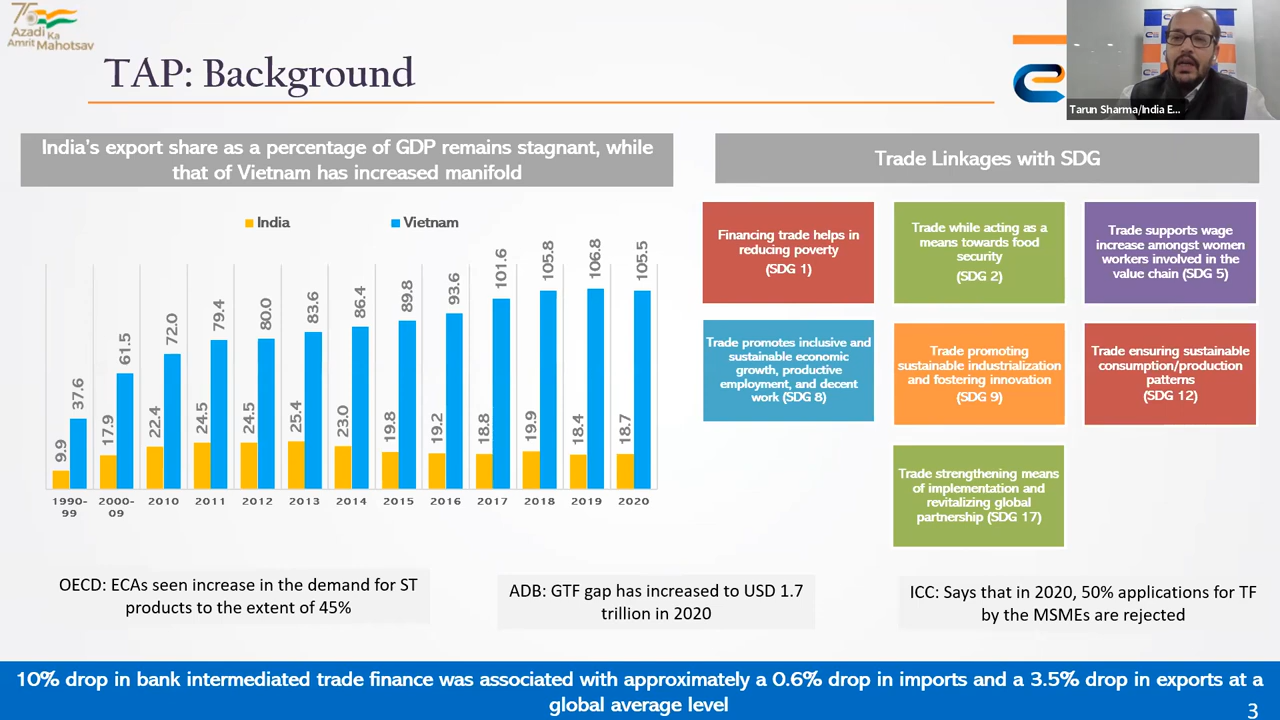 75
Azadi
Ka
Amrit Mahotsav
TAP: Background
Tarun Sharma/India E...
India's export share as a percentage of GDP remains stagnant, while
that of Vietnam has increased manifold
India
Vietnam
9.9 37.6 17.9 61.5 22.4 72.0 24.5 79.4 24.5 80.0 25.4 83.6 23.0 86.4 19.8 89.8 19.2 93.6 18.8 101.6 19.9 105.8 18.4 106.8 18.7 105.5
1990- 2000- 2010 2011 2012 2013 2014 2015 2016 2017 2018 2019 2020
99 09
Trade Linkages with SDG
Financing trade helps in
reducing poverty
(SDG 1)
Trade while acting as a
means towards food
security
(SDG 2)
Trade supports wage
increase amongst women
workers involved in the
value chain (SDG 5)
Trade promotes inclusive and
sustainable economic
growth, productive
employment, and decent
work (SDG 8)
Trade promoting
sustainable industrialization
and fostering innovation
(SDG 9)
Trade ensuring sustainable
consumption/production
patterns
(SDG 12)
Trade strengthening means
of implementation and
revitalizing global
partnership (SDG 17)
OECD: ECAs seen increase in the demand for ST
products to the extent of 45%
ADB: GTF gap has increased to USD 1.7
trillion in 2020
ICC: Says that in 2020, 50% applications for TF
by the MSMEs are rejected
10% drop in bank intermediated trade finance was associated with approximately a 0.6% drop in imports and a 3.5% drop in exports at a
global average level
3